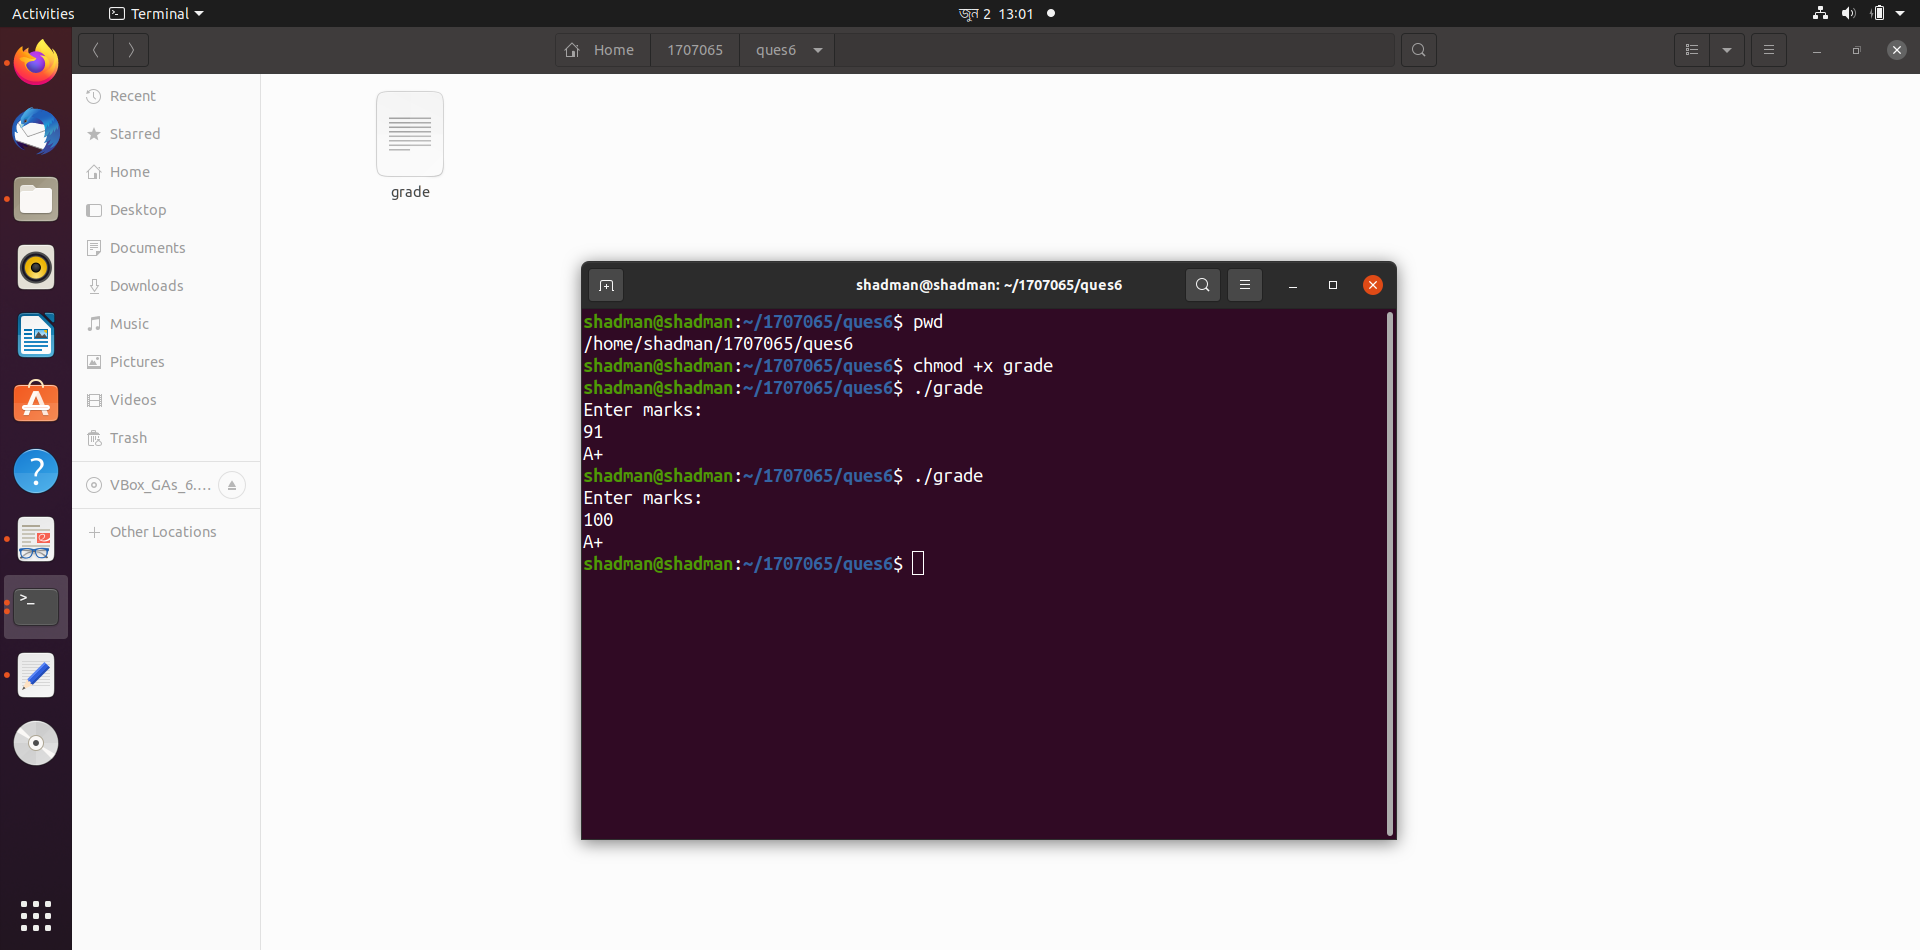 Activities
Terminal
জুন 2 13:01
Home
1707065
ques6
Recent
Starred
Home
Desktop
Documents
Downloads
Music
Pictures
Videos
Trash
VBox_GAs_6....
Other Locations
grade
shadman@shadman: ~/1707065/ques6
shadman@shadman:~/1707065/ques6$ pwd
/home/shadman/1707065/ques6
shadman@shadman:~/1707065/ques6$ chmod +x grade
shadman@shadman:~/1707065/ques6$ ./grade
Enter marks:
91
A+
shadman@shadman:~/1707065/ques6$ ./grade
Enter marks:
100
A+
shadman@shadman:~/1707065/ques6$